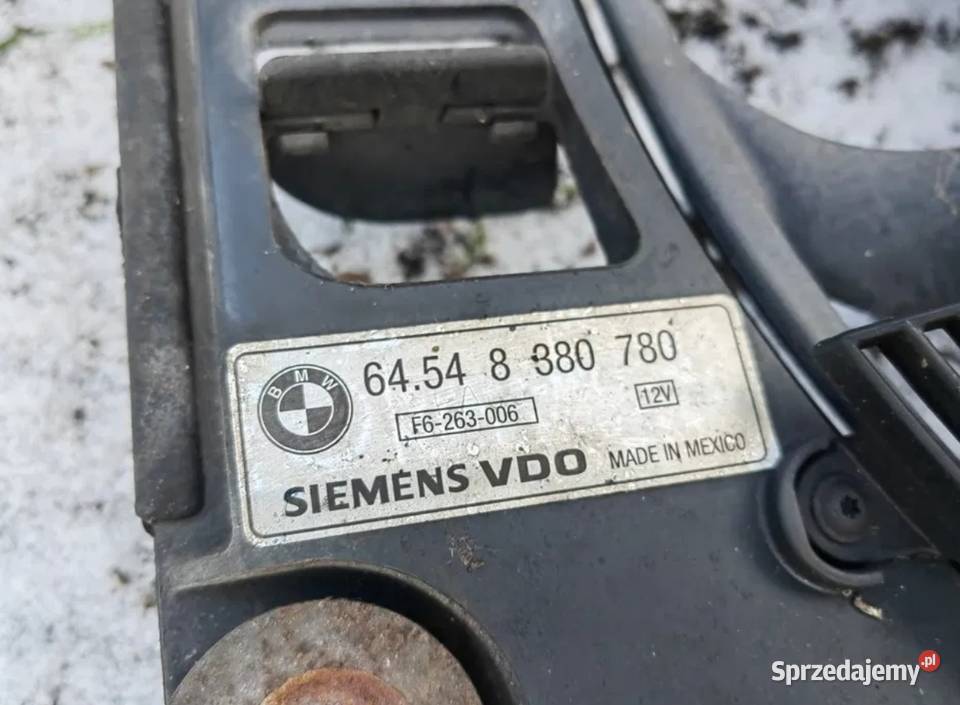 BMW 64.54 8 380 780
F6-263-006 12V
SIEMENS VDO MADE IN MEXICO
Sprzedajemy.pl